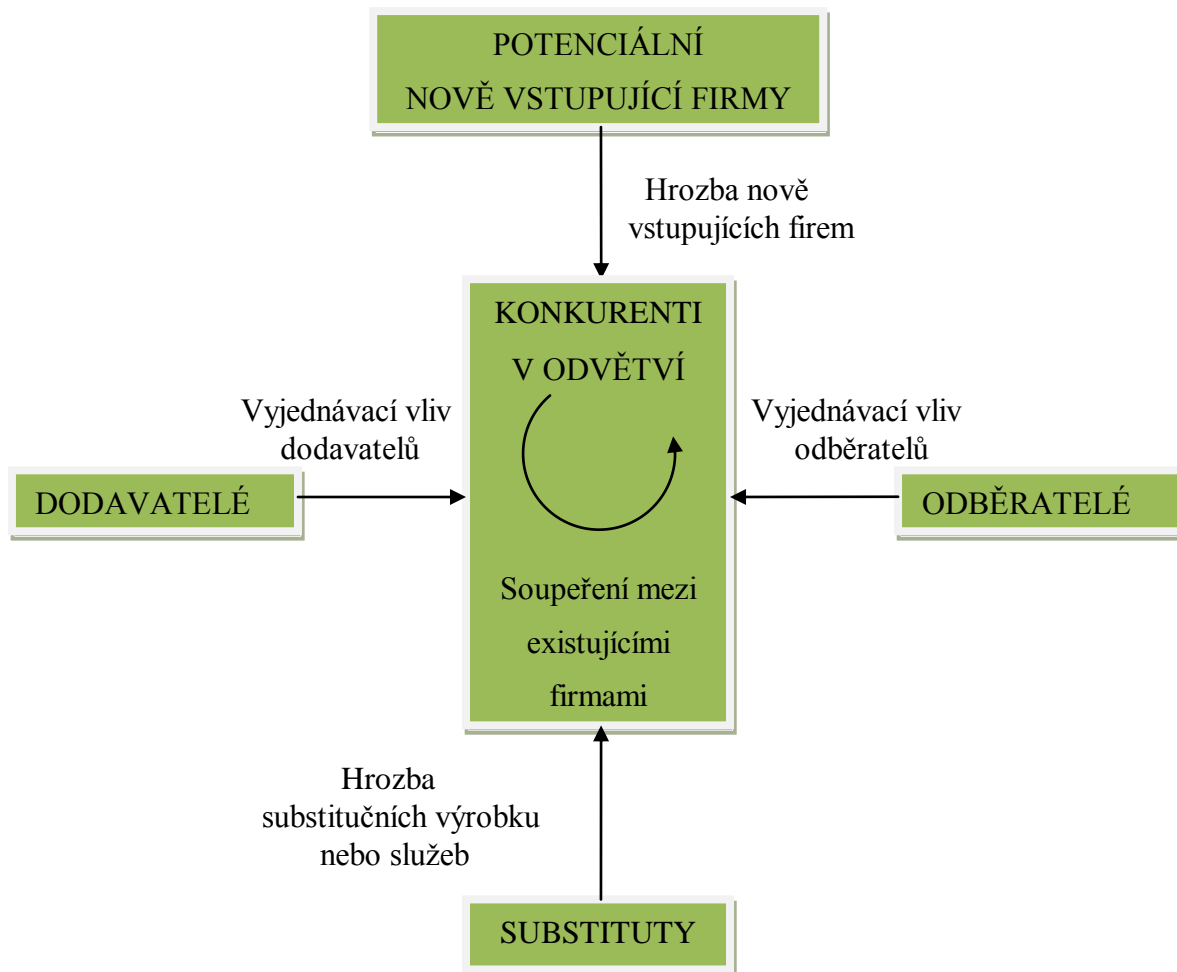 POTENCIÁLNÍ
NOVĚ VSTUPUJÍCÍ FIRMY
Hrozba nově
vstupujících firem
KONKURENTI
V ODVĚTVÍ
Vyjednávací vliv
dodavatelů
Vyjednávací vliv
odběratelů
DODAVATELÉ
ODBĚRATELÉ
Soupeření mezi
existujícími
firmami
Hrozba
substitučních výrobku
nebo služeb
SUBSTITUTY